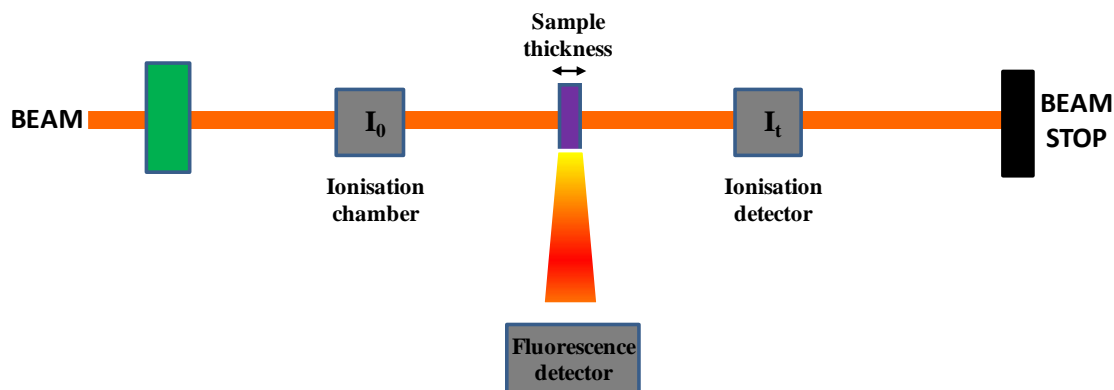 Sample
thickness
BEAM
I₀
Iₜ
BEAM
STOP
Ionisation
chamber
Ionisation
detector
Fluorescence
detector